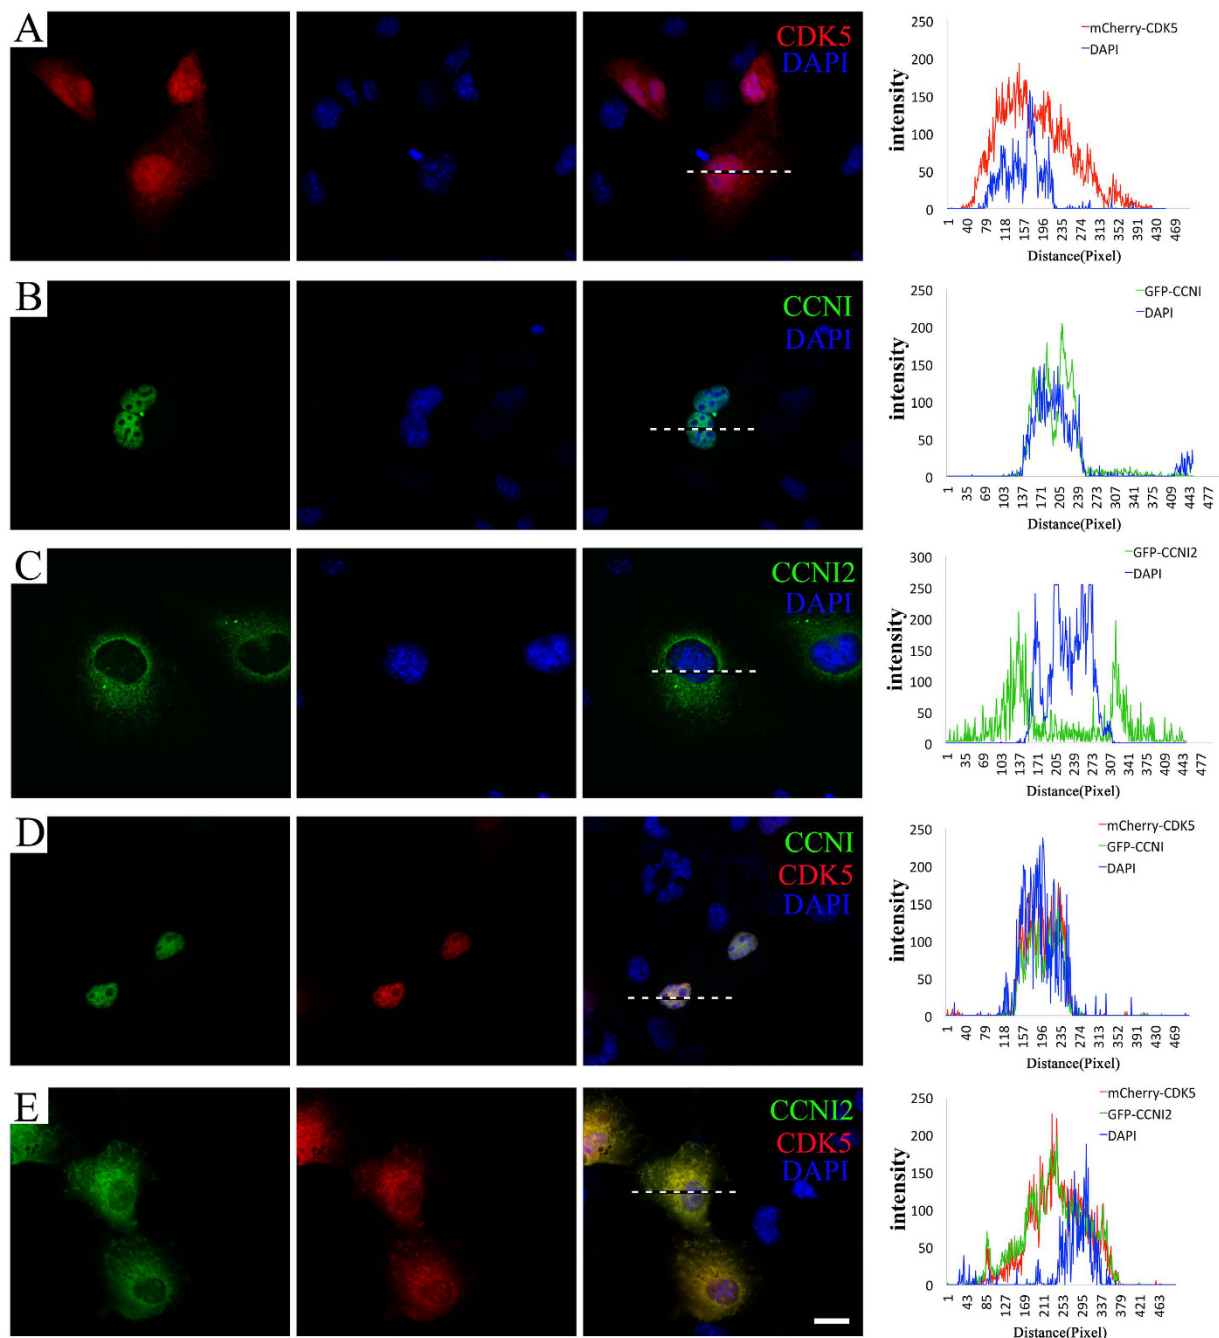 A
CDK5
DAPI
250
200
150
100
50
0
intensity
mCherry-CDK5
DAPI
1
40
79
118
157
196
235
274
313
352
391
430
469
Distance(Pixel)
B
CCNI
DAPI
250
200
150
100
50
0
intensity
GFP-CCNI
DAPI
1
35
69
103
137
171
205
239
273
307
341
375
409
443
477
Distance(Pixel)
C
CCNI2
DAPI
300
250
200
150
100
50
0
intensity
GFP-CCNI2
DAPI
1
35
69
103
137
171
205
239
273
307
341
375
409
443
477
Distance(Pixel)
D
CCNI
CDK5
DAPI
250
200
150
100
50
0
intensity
mCherry-CDK5
GFP-CCNI
DAPI
1
40
79
118
157
196
235
274
313
352
391
430
469
Distance(Pixel)
E
CCNI2
CDK5
DAPI
250
200
150
100
50
0
intensity
mCherry-CDK5
GFP-CCNI2
DAPI
1
43
85
127
169
211
253
295
337
379
421
463
Distance(Pixel)